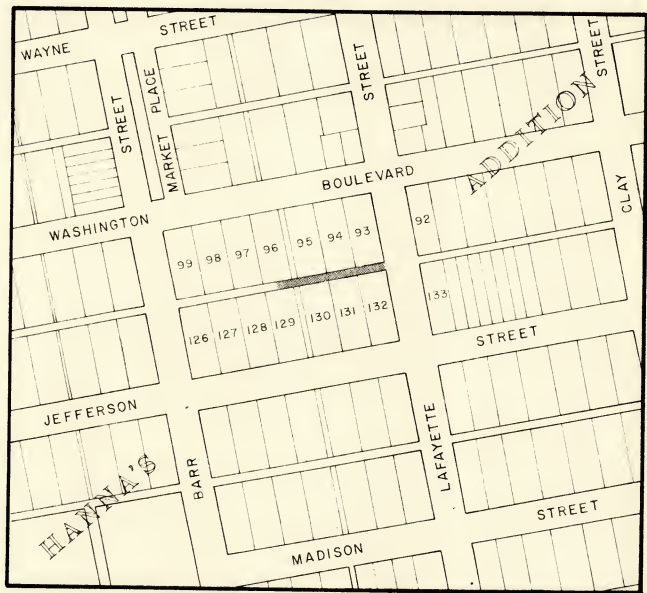 WAYNE STREET
STREET
MARKET PLACE
STREET
STREET
HANNA'S ADDITION
WASHINGTON BOULEVARD
CLAY
99 98 97 96 95 94 93
92
126 127 128 129 130 131 132
133
JEFFERSON STREET
BARR
LAFAYETTE
MADISON STREET